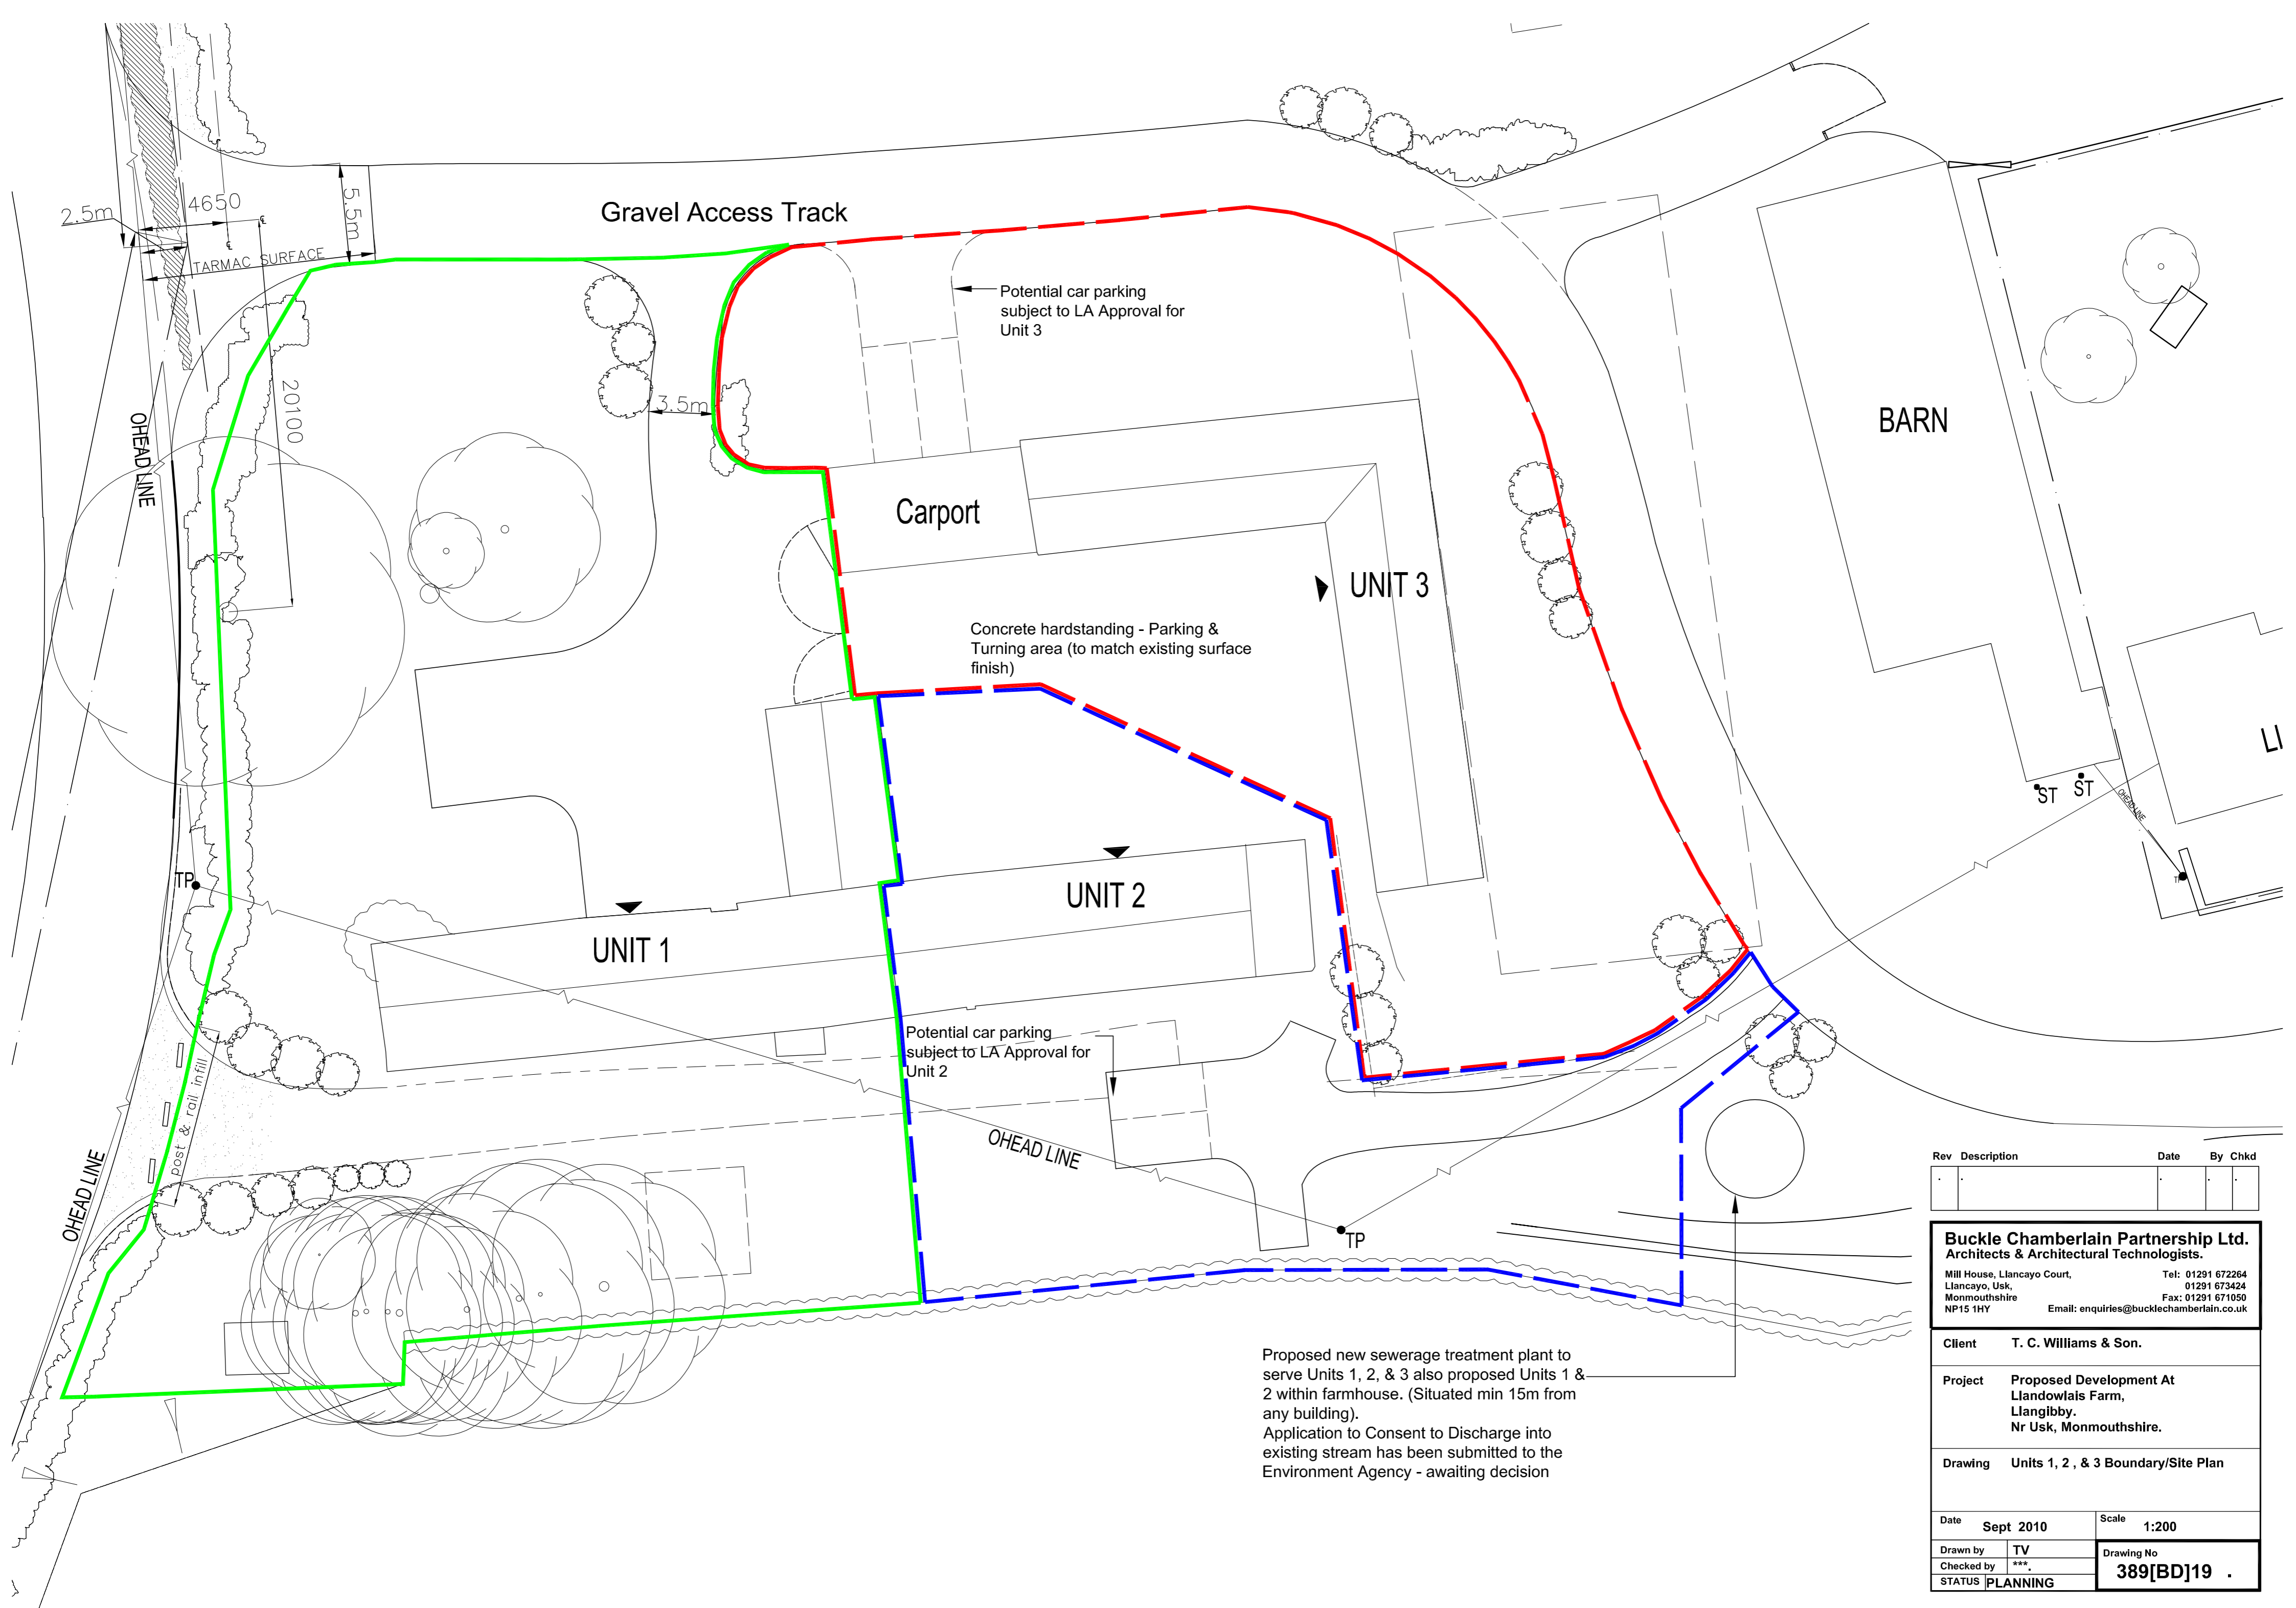 2.5m
4650
5.5m
TARMAC SURFACE
Gravel Access Track
Potential car parking
subject to LA Approval for
Unit 3
20100
3.5m
OHEAD LINE
BARN
Carport
UNIT 3
Concrete hardstanding - Parking &
Turning area (to match existing surface
finish)
LI
ST
ST
OHEAD LINE
TP
TP
UNIT 2
UNIT 1
Potential car parking
subject to LA Approval for
Unit 2
post & rail infill
OHEAD LINE
OHEAD LINE
TP
Proposed new sewerage treatment plant to
serve Units 1, 2, & 3 also proposed Units 1 &
2 within farmhouse. (Situated min 15m from
any building).
Application to Consent to Discharge into
existing stream has been submitted to the
Environment Agency - awaiting decision
Rev Description Date By Chkd
. . . . .
Buckle Chamberlain Partnership Ltd.
Architects & Architectural Technologists.
Mill House, Llancayo Court, Tel: 01291 672264
Llancayo, Usk, 01291 673424
Monmouthshire Fax: 01291 671050
NP15 1HY Email: enquiries@bucklechamberlain.co.uk
Client T. C. Williams & Son.
Project Proposed Development At
Llandowlais Farm,
Llangibby.
Nr Usk, Monmouthshire.
Drawing Units 1, 2 , & 3 Boundary/Site Plan
Date Sept 2010 Scale 1:200
Drawn by TV
Checked by ***.
Drawing No
389[BD]19 .
STATUS PLANNING